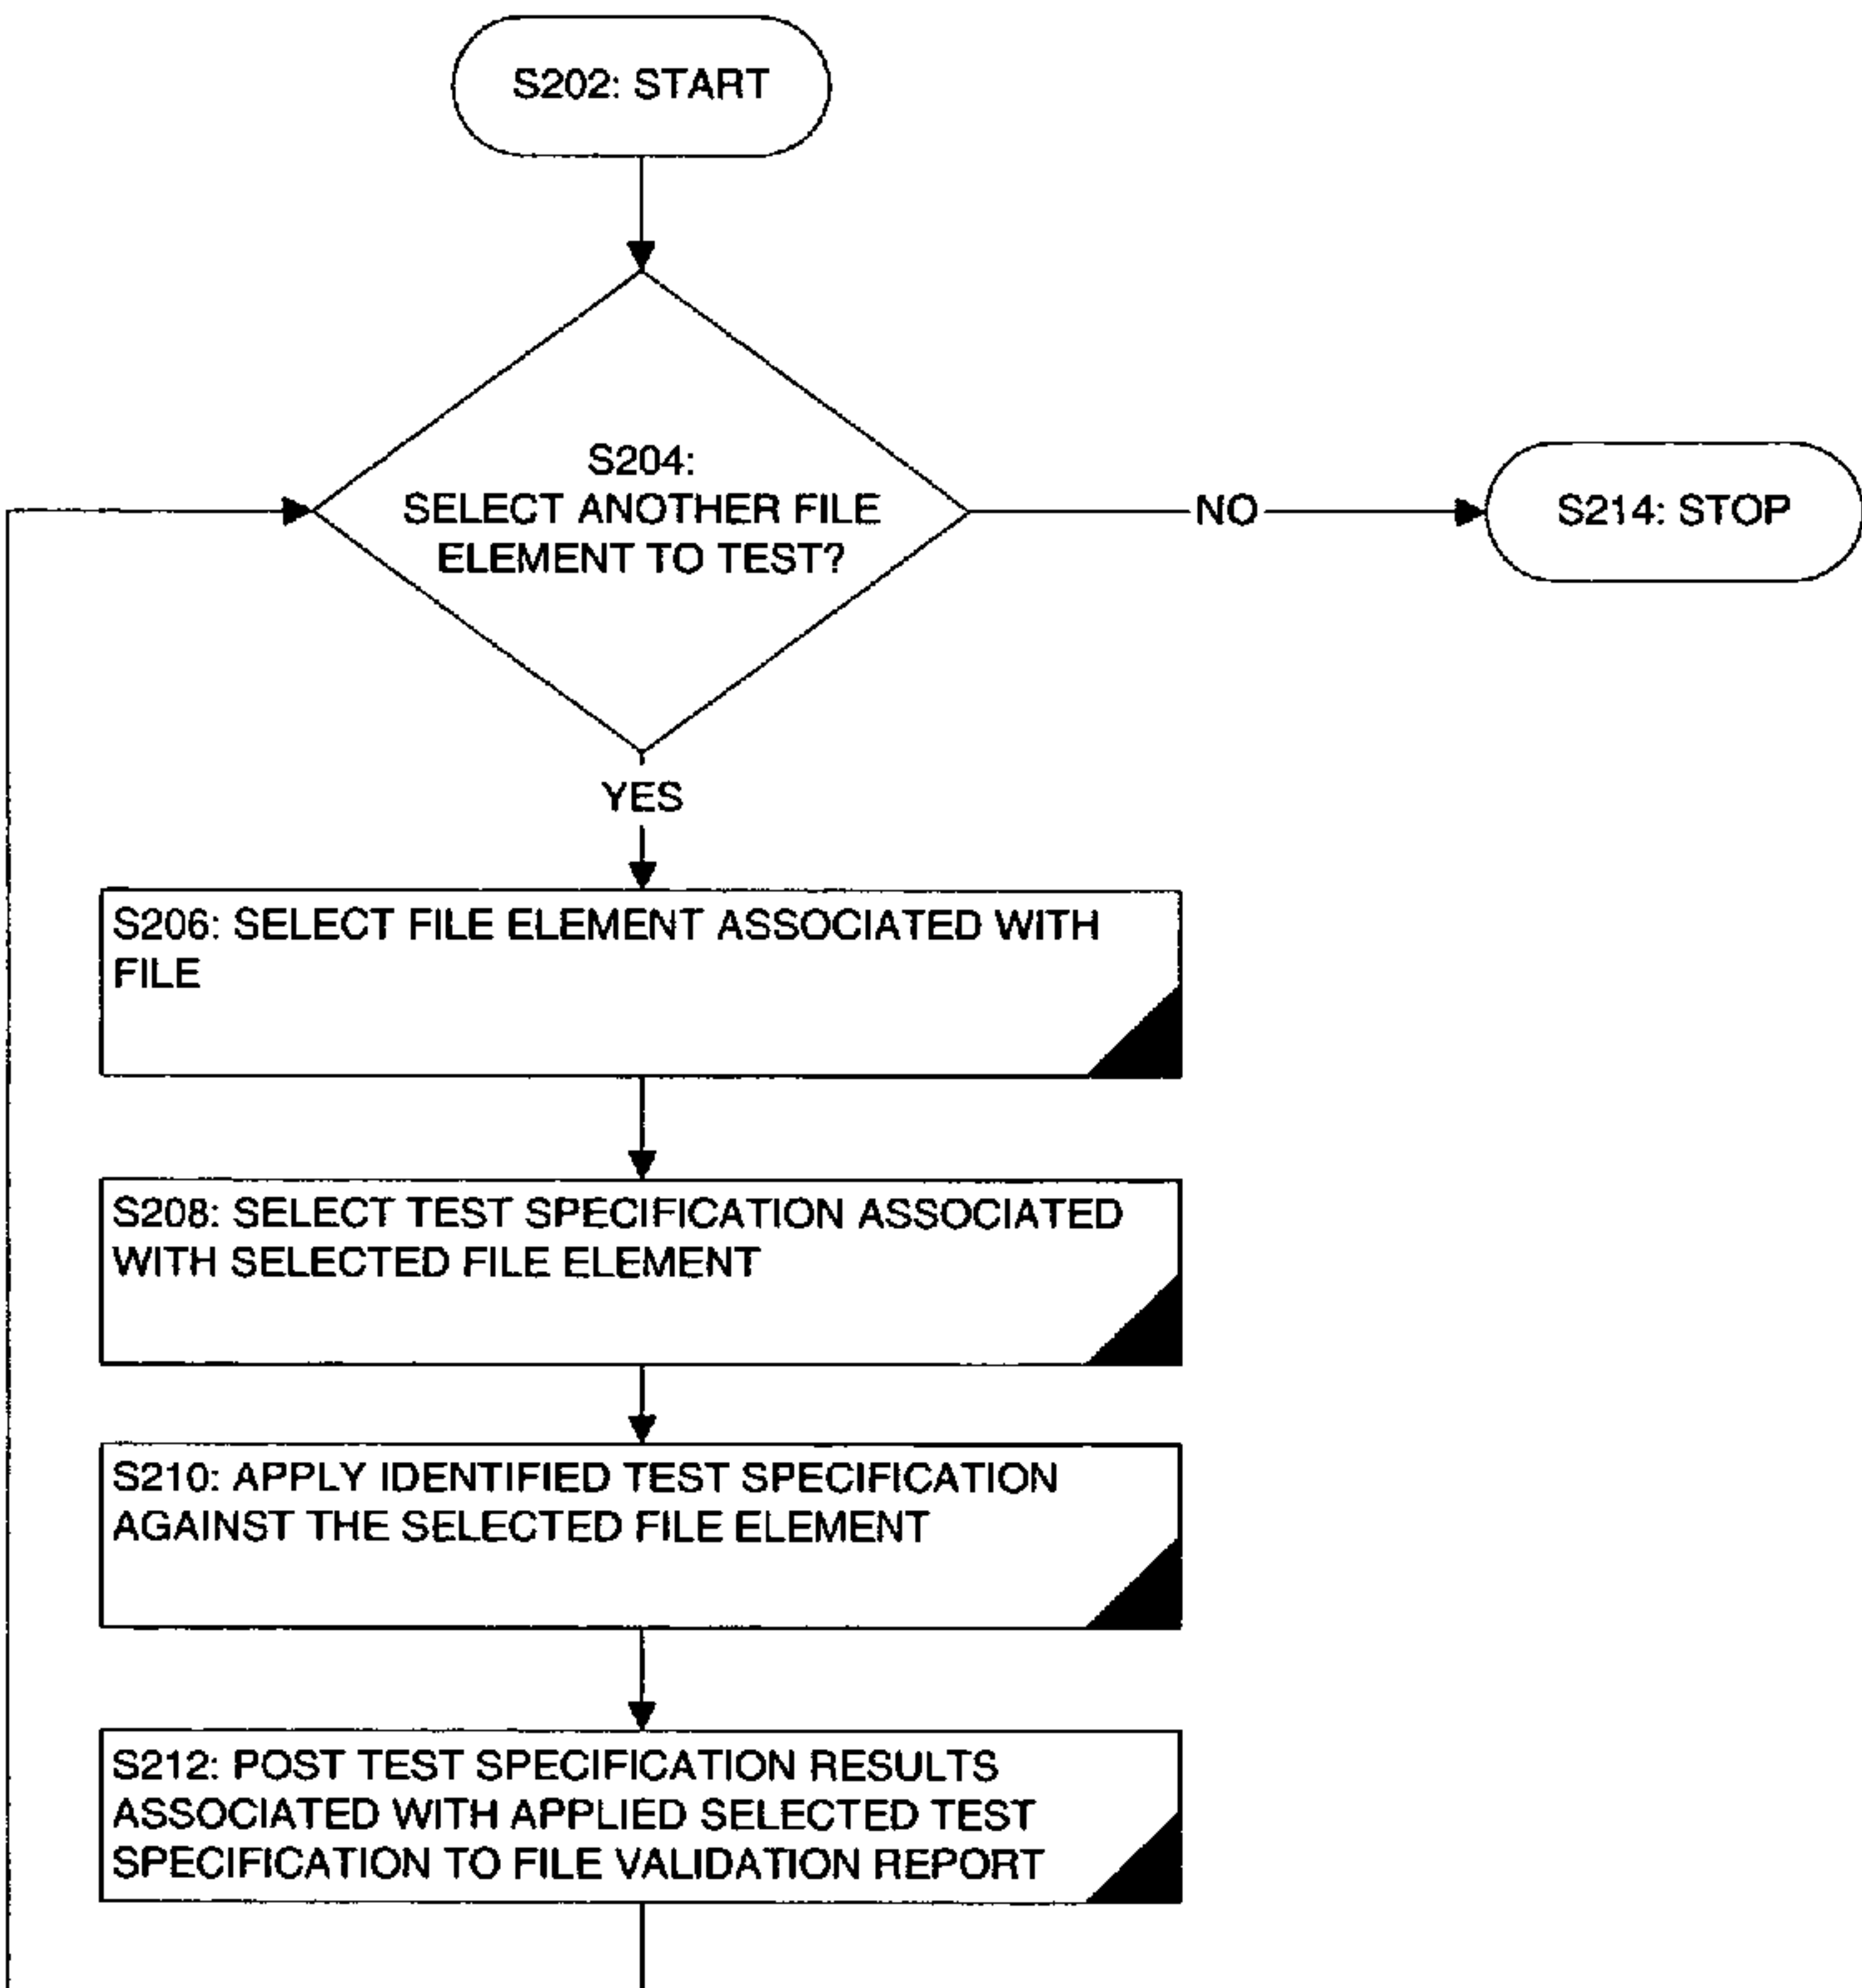 S202: START
S204:
SELECT ANOTHER FILE
ELEMENT TO TEST?
NO
S214: STOP
YES
S206: SELECT FILE ELEMENT ASSOCIATED WITH
FILE
S208: SELECT TEST SPECIFICATION ASSOCIATED
WITH SELECTED FILE ELEMENT
S210: APPLY IDENTIFIED TEST SPECIFICATION
AGAINST THE SELECTED FILE ELEMENT
S212: POST TEST SPECIFICATION RESULTS
ASSOCIATED WITH APPLIED SELECTED TEST
SPECIFICATION TO FILE VALIDATION REPORT